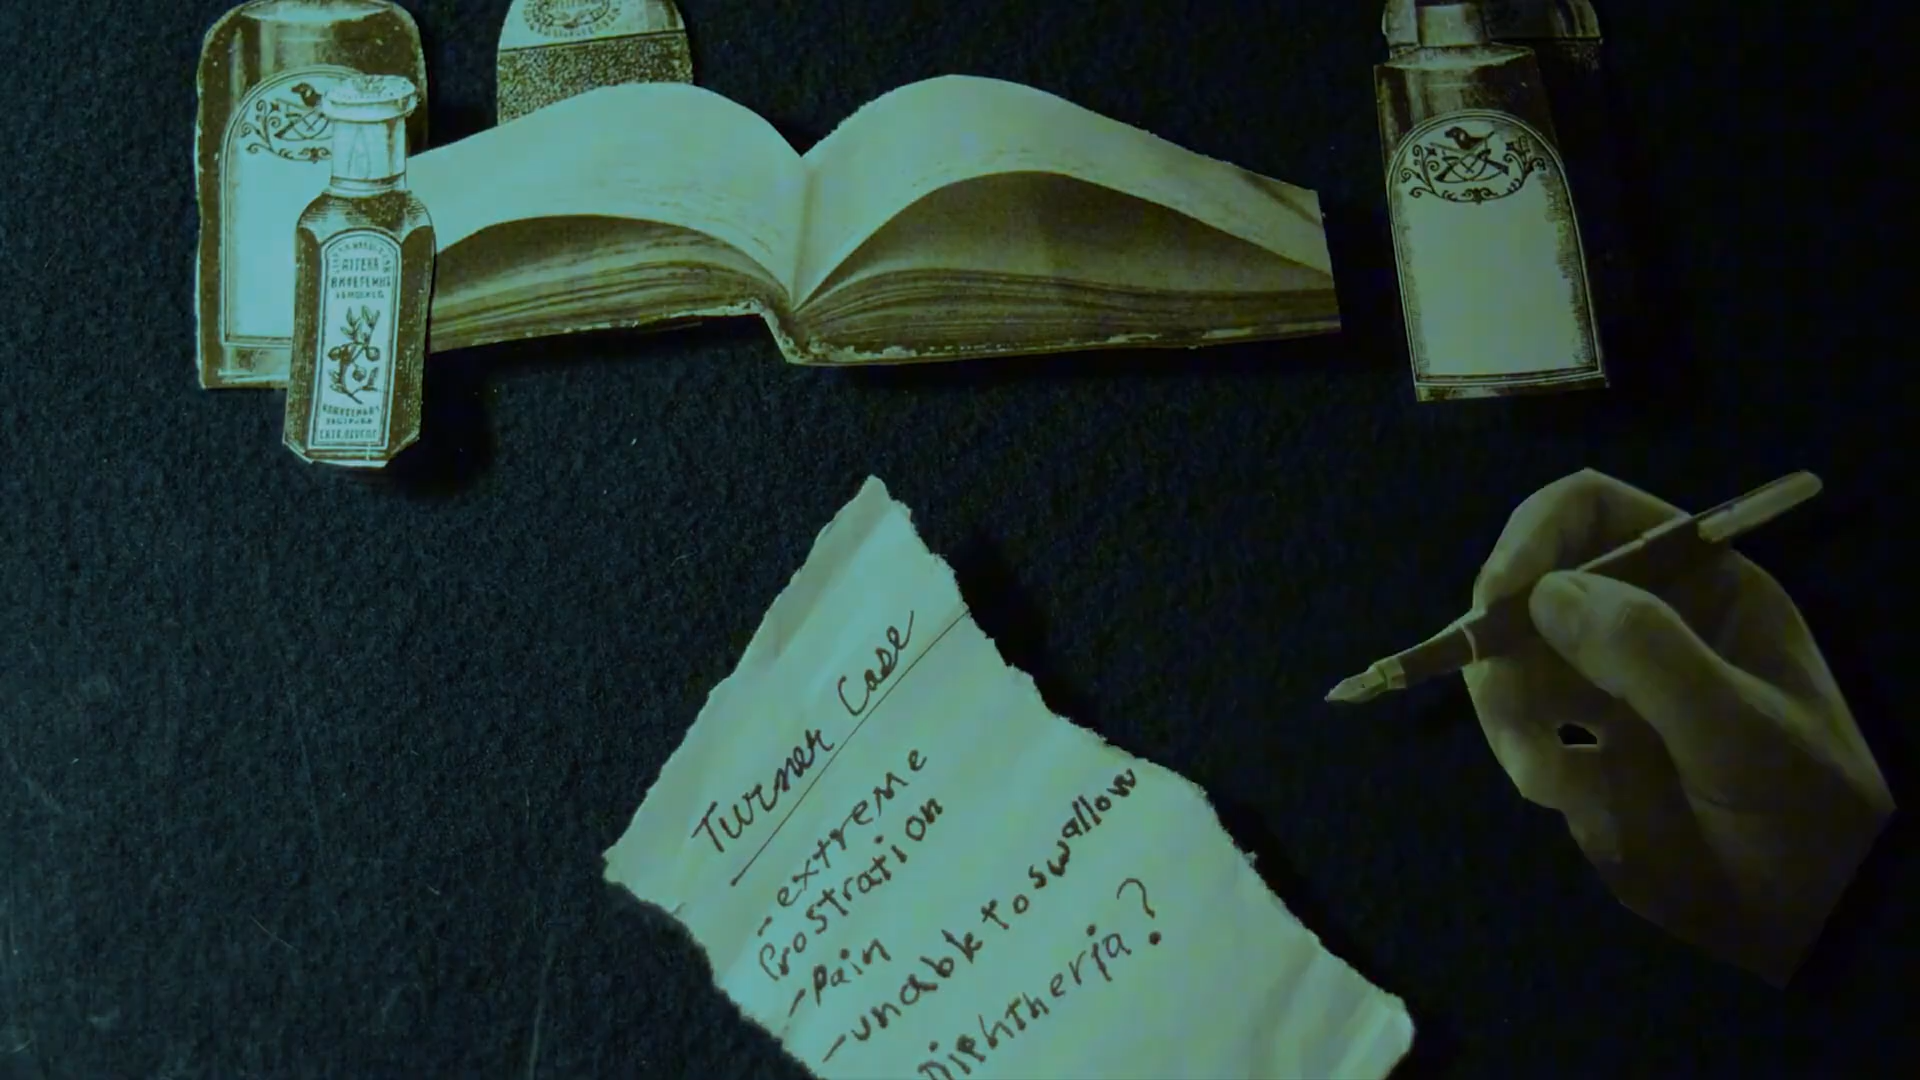 Turner Case
- extreme
Prostration
- Pain
- unable to swallow
Diphtheria?